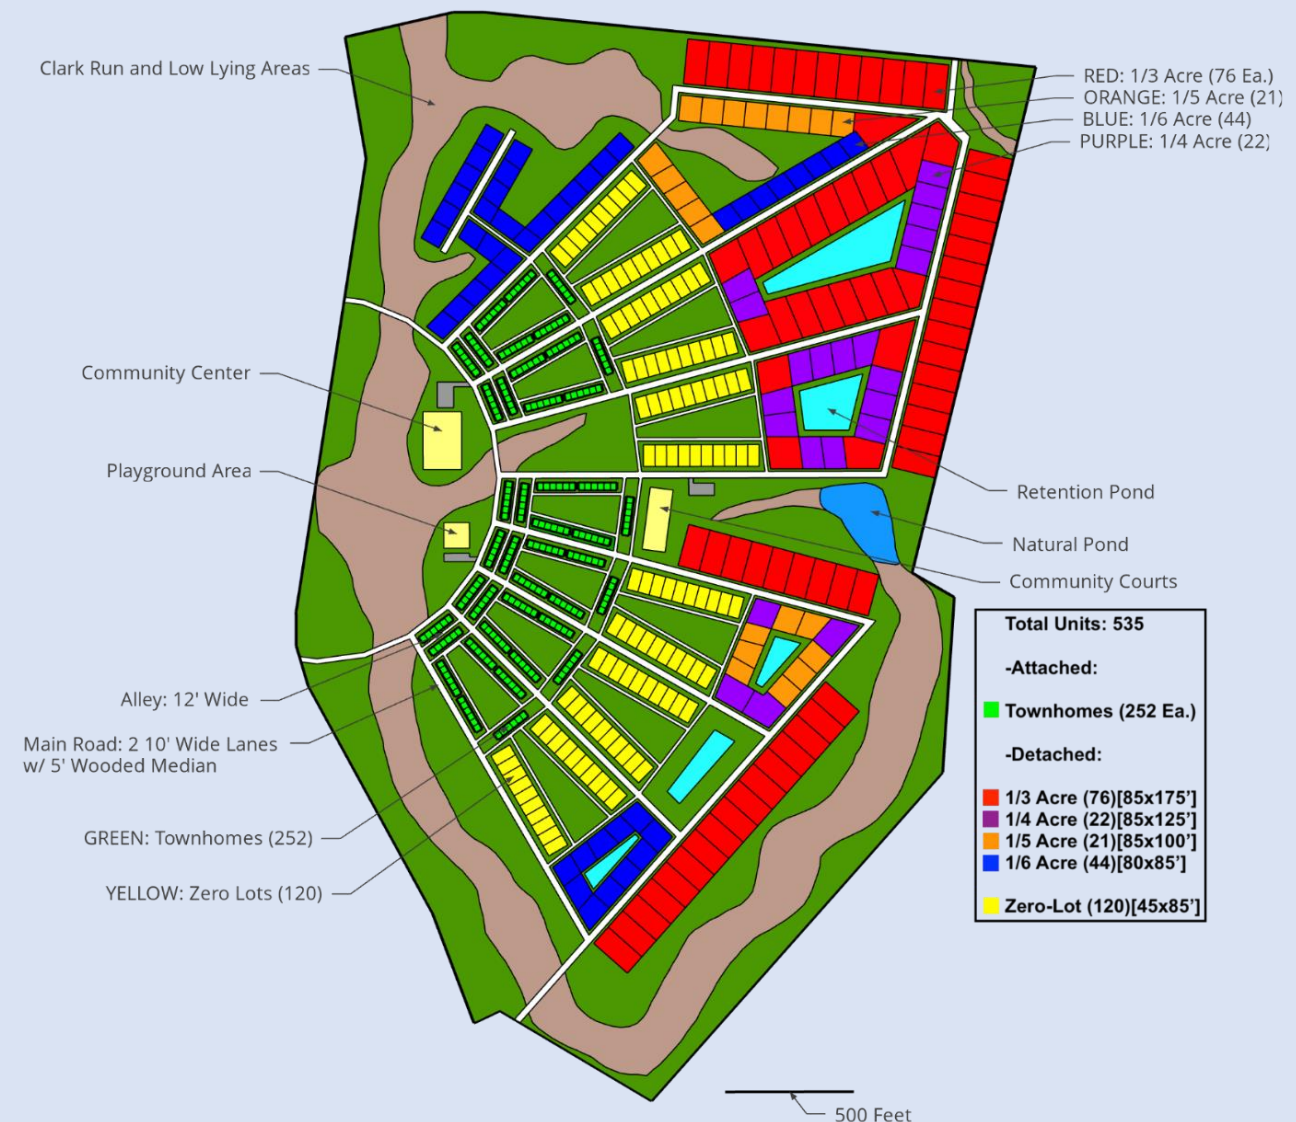 Clark Run and Low Lying Areas
RED: 1/3 Acre (76 Ea.)
ORANGE: 1/5 Acre (21)
BLUE: 1/6 Acre (44)
PURPLE: 1/4 Acre (22)
Community Center
Playground Area
Retention Pond
Natural Pond
Community Courts
Total Units: 535
-Attached:
Townhomes (252 Ea.)
-Detached:
1/3 Acre (76)[85x175']
1/4 Acre (22)[85x125']
1/5 Acre (21)[85x100']
1/6 Acre (44)[80x85']
Zero-Lot (120)[45x85']
Alley: 12' Wide
Main Road: 2 10' Wide Lanes
w/ 5' Wooded Median
GREEN: Townhomes (252)
YELLOW: Zero Lots (120)
500 Feet